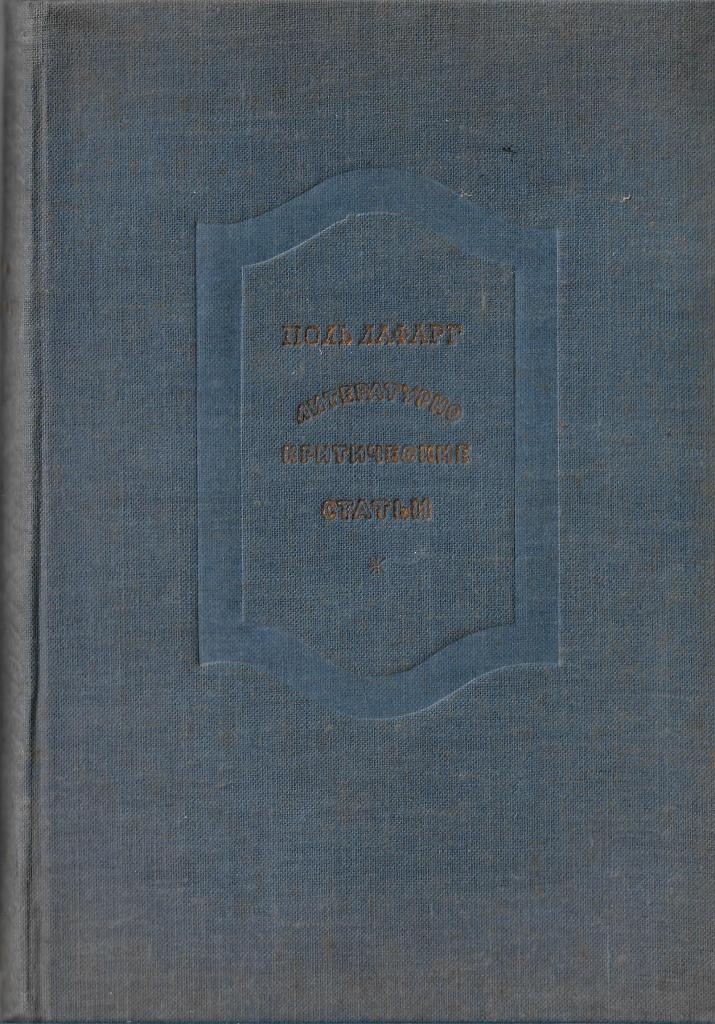 ПОЛЬ ЛАФАРГ
ЛИТЕРАТУРНО
КРИТИЧЕСКИЕ
СТАТЬИ
*